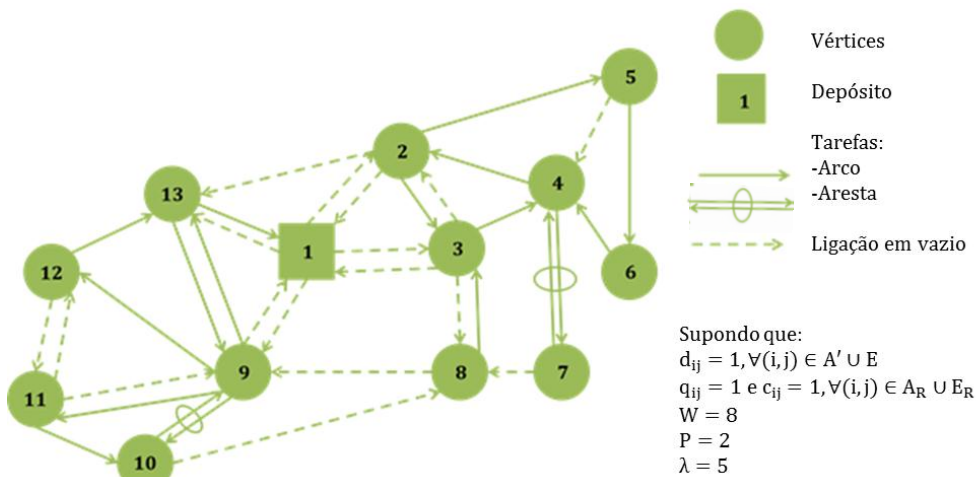 5
2
4
13
1
3
12
6
11
9
8
7
10
Vértices
1
Depósito
Tarefas:
-Arco
-Aresta
Ligação em vazio
Supondo que:
d_ij = 1, ∀(i, j) ∈ A′ ∪ E
q_ij = 1 e c_ij = 1, ∀(i, j) ∈ A_R ∪ E_R
W = 8
P = 2
λ = 5